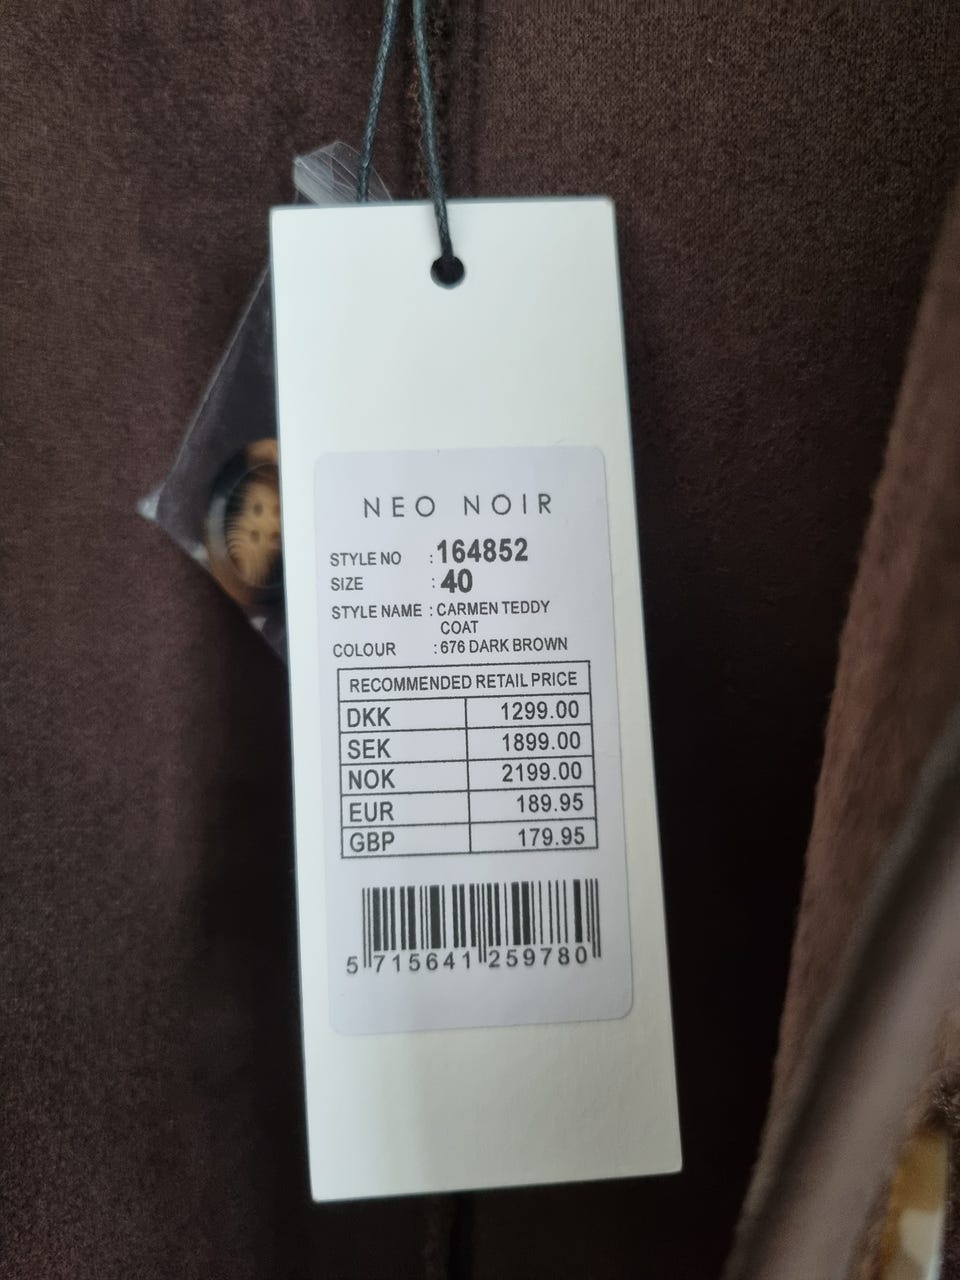 NEO NOIR
STYLE NO : 164852
SIZE : 40
STYLE NAME : CARMEN TEDDY
COAT
COLOUR : 676 DARK BROWN
RECOMMENDED RETAIL PRICE
DKK 1299.00
SEK 1899.00
NOK 2199.00
EUR 189.95
GBP 179.95
5 715641 259780